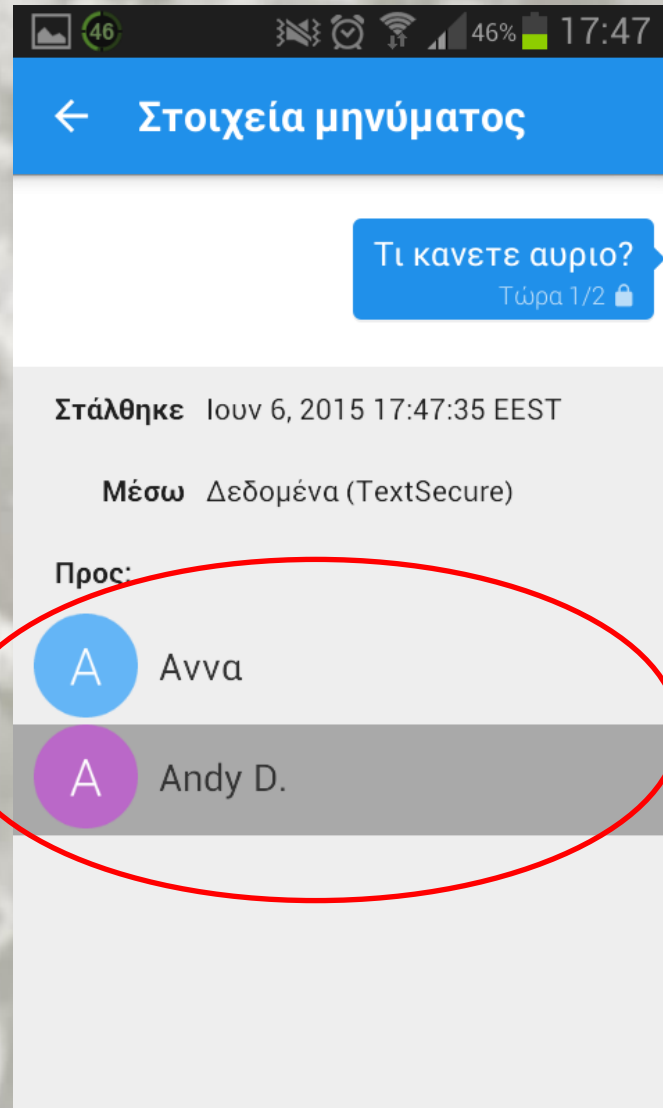 46 46% 17:47
Στοιχεία μηνύματος
Τι κανετε αυριο?
Τώρα 1/2
Στάλθηκε Ιουν 6, 2015 17:47:35 EEST
Μέσω Δεδομένα (TextSecure)
Προς:
A Αννα
A Andy D.